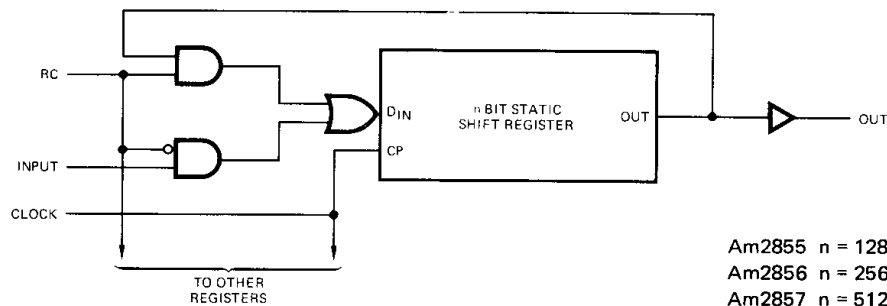 RC
INPUT
CLOCK
TO OTHER
REGISTERS
DIN
CP
n BIT STATIC
SHIFT REGISTER
OUT
OUT
Am2855 n = 128
Am2856 n = 256
Am2857 n = 512